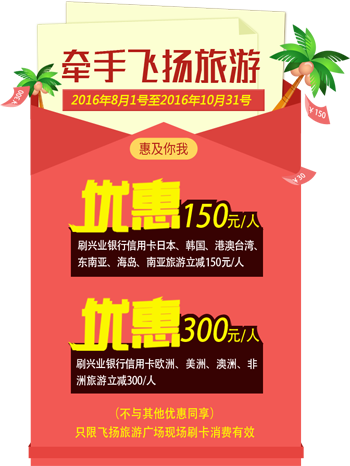 牵手飞扬旅游
2016年8月1号至2016年10月31号
¥300
¥150
¥30
惠及你我
优惠150元/人
刷兴业银行信用卡日本、韩国、港澳台湾、
东南亚、海岛、南亚旅游立减150元/人
优惠300元/人
刷兴业银行信用卡欧洲、美洲、澳洲、非
洲旅游立减300/人
（不与其他优惠同享）
只限飞扬旅游广场现场刷卡消费有效